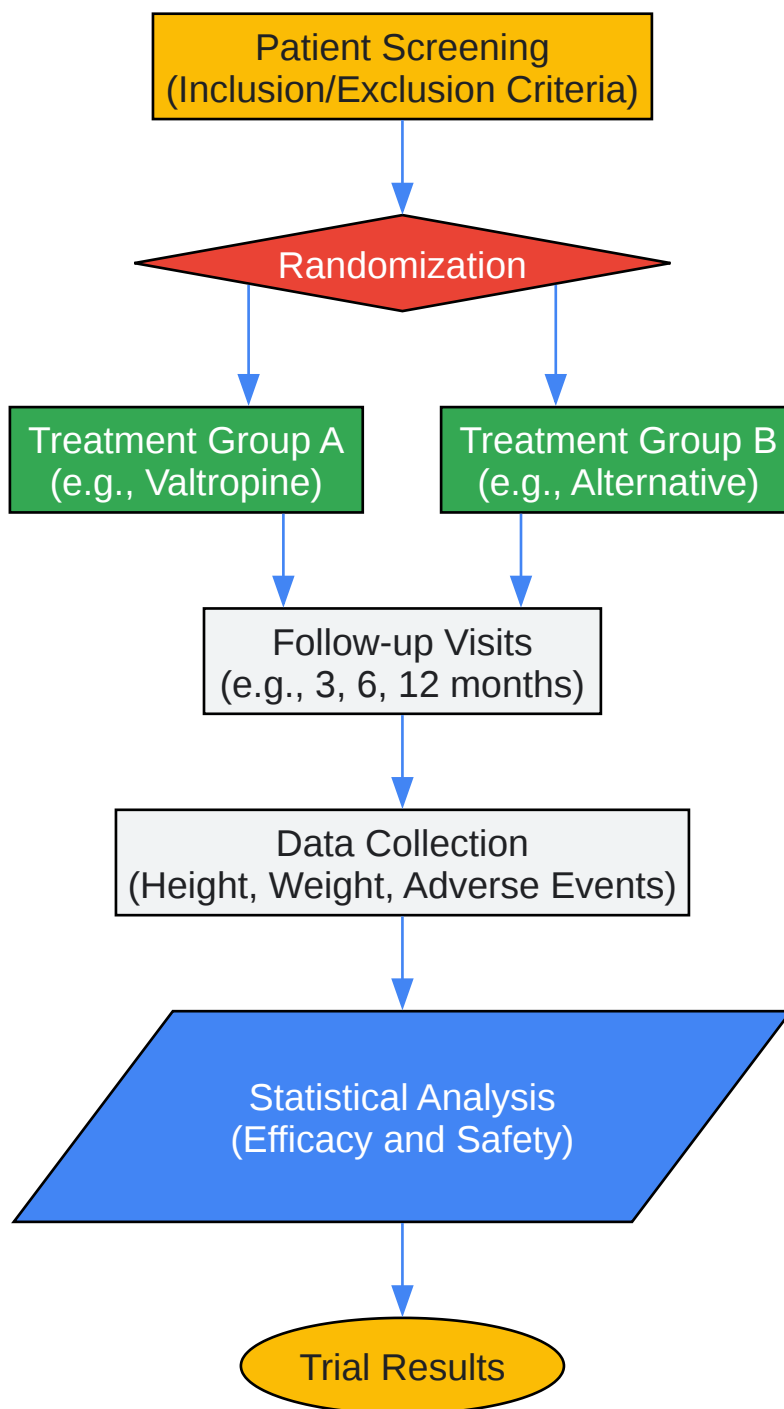 Patient Screening
(Inclusion/Exclusion Criteria)
Randomization
Treatment Group A
(e.g., Valtropine)
Treatment Group B
(e.g., Alternative)
Follow-up Visits
(e.g., 3, 6, 12 months)
Data Collection
(Height, Weight, Adverse Events)
Statistical Analysis
(Efficacy and Safety)
Trial Results